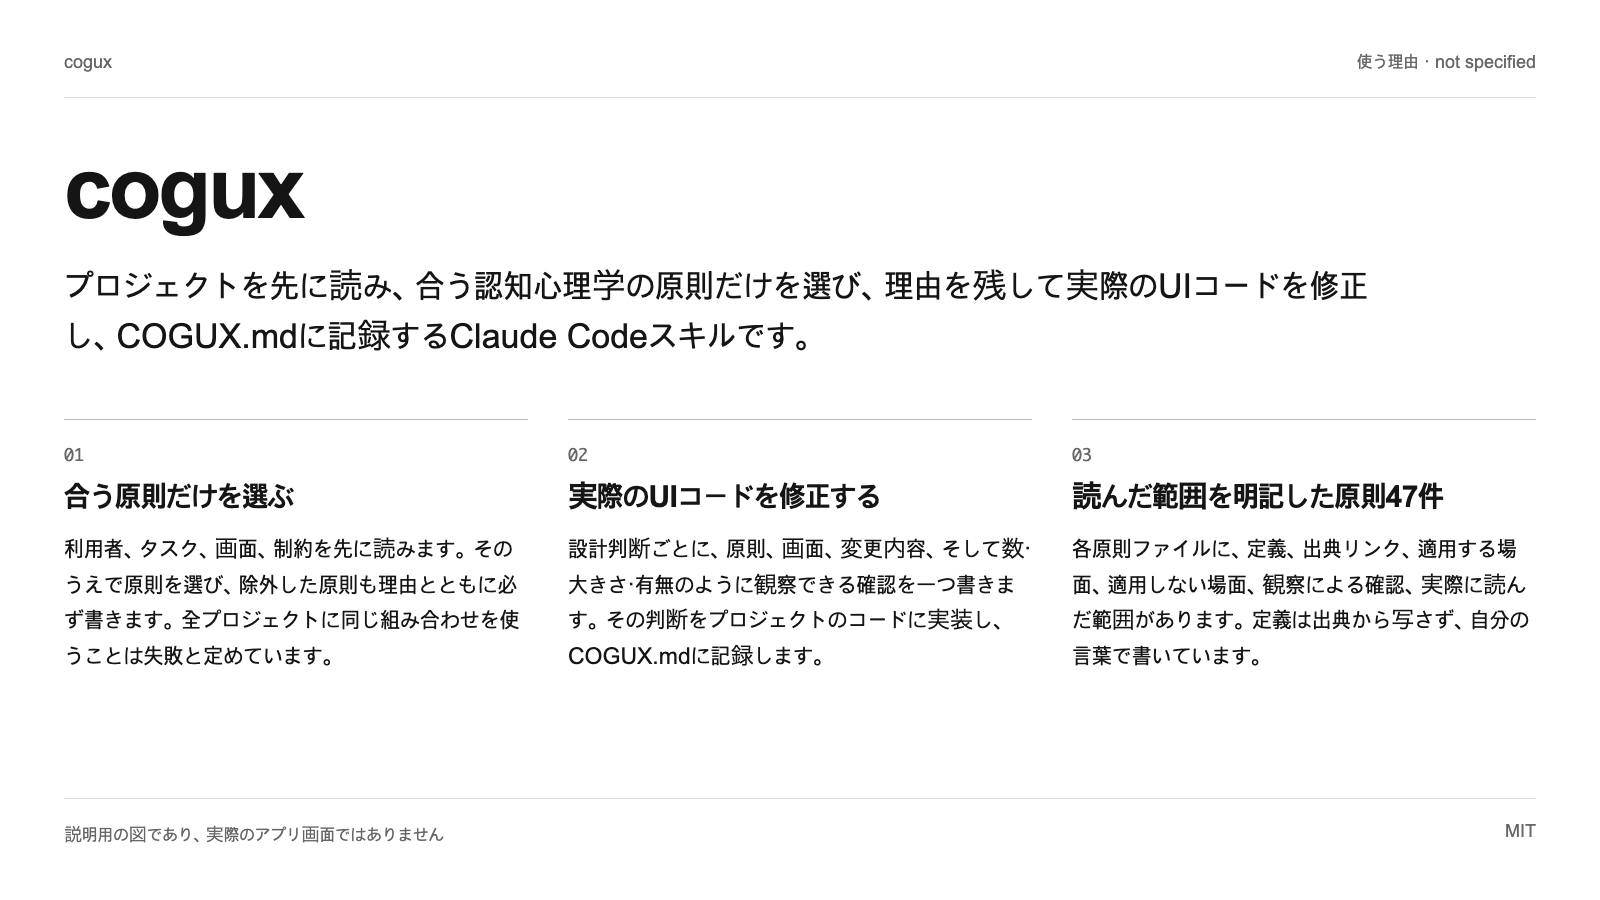 cogux
使う理由 · not specified
cogux
プロジェクトを先に読み、合う認知心理学の原則だけを選び、理由を残して実際のUIコードを修正
し、COGUX.mdに記録するClaude Codeスキルです。
01
合う原則だけを選ぶ
利用者、タスク、画面、制約を先に読みます。その
うえで原則を選び、除外した原則も理由とともに必
ず書きます。全プロジェクトに同じ組み合わせを使
うことは失敗と定めています。
02
実際のUIコードを修正する
設計判断ごとに、原則、画面、変更内容、そして数·
大きさ·有無のように観察できる確認を一つ書きま
す。その判断をプロジェクトのコードに実装し、
COGUX.mdに記録します。
03
読んだ範囲を明記した原則47件
各原則ファイルに、定義、出典リンク、適用する場
面、適用しない場面、観察による確認、実際に読ん
だ範囲があります。定義は出典から写さず、自分の
言葉で書いています。
説明用の図であり、実際のアプリ画面ではありません
MIT